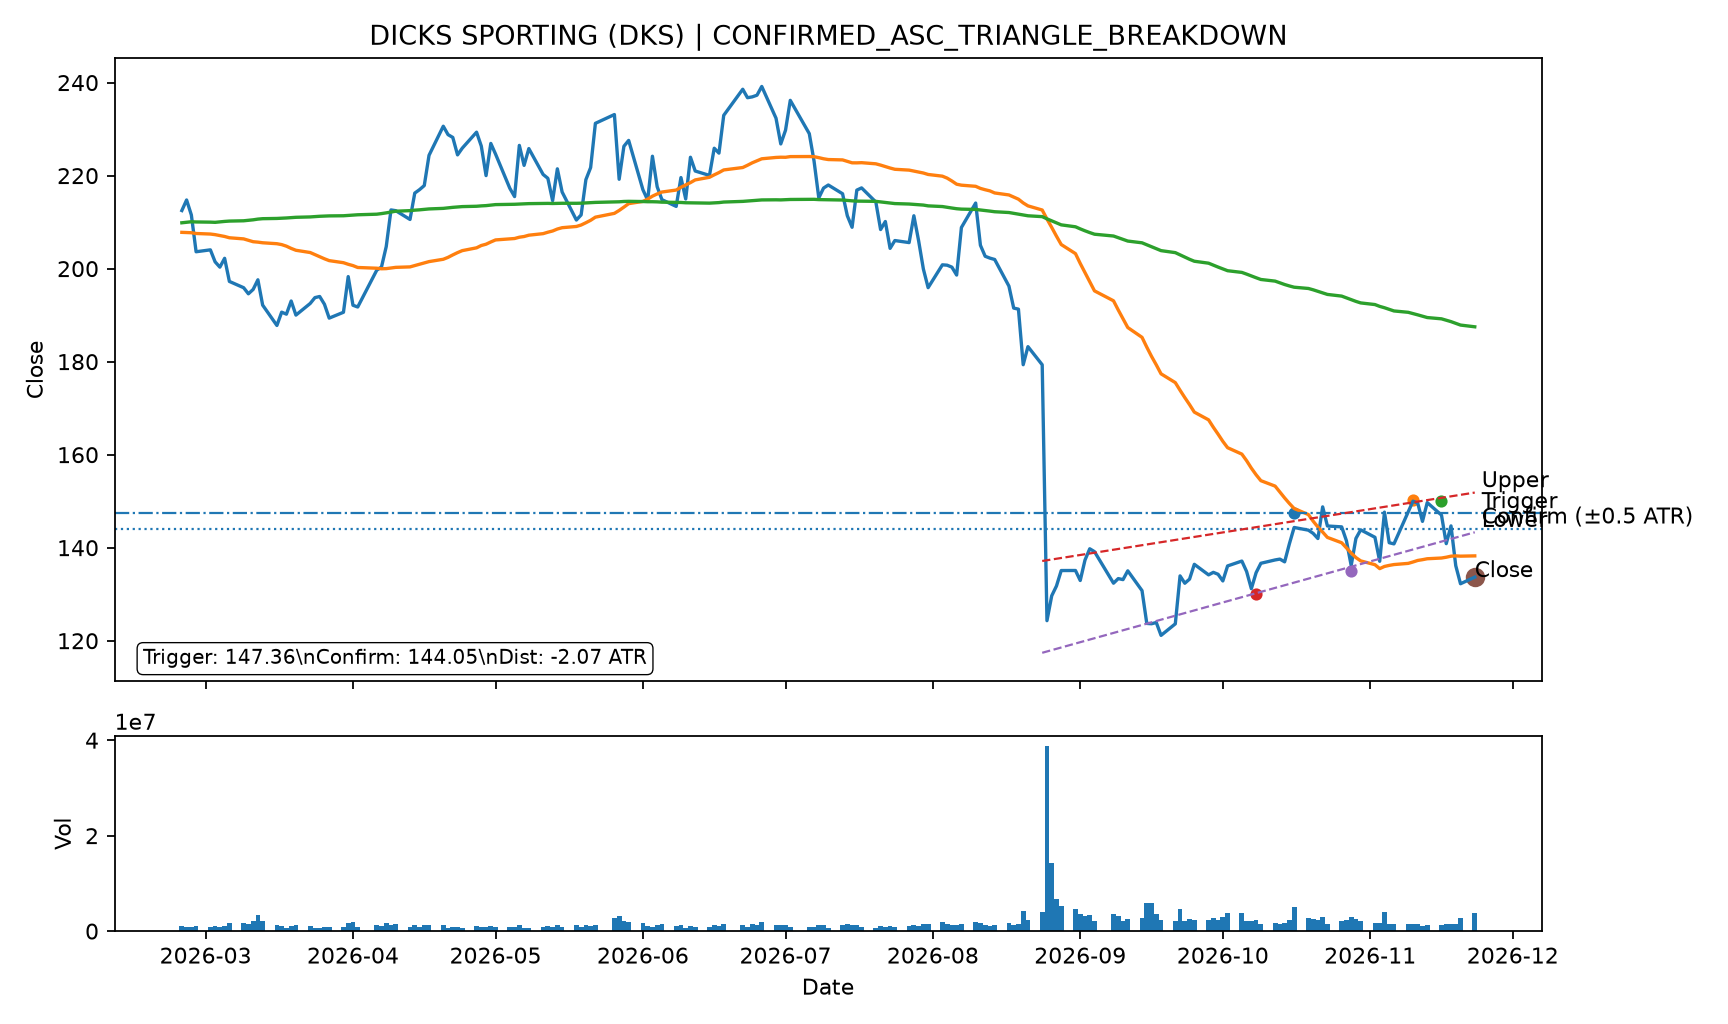 DICKS SPORTING (DKS) | CONFIRMED_ASC_TRIANGLE_BREAKDOWN
Close
240
220
200
180
160
140
120
Upper
Trigger
Confirm (±0.5 ATR)
Lower
Close
Trigger: 147.36\nConfirm: 144.05\nDist: -2.07 ATR
1e7
Vol
4
2
0
2026-03
2026-04
2026-05
2026-06
2026-07
2026-08
2026-09
2026-10
2026-11
2026-12
Date